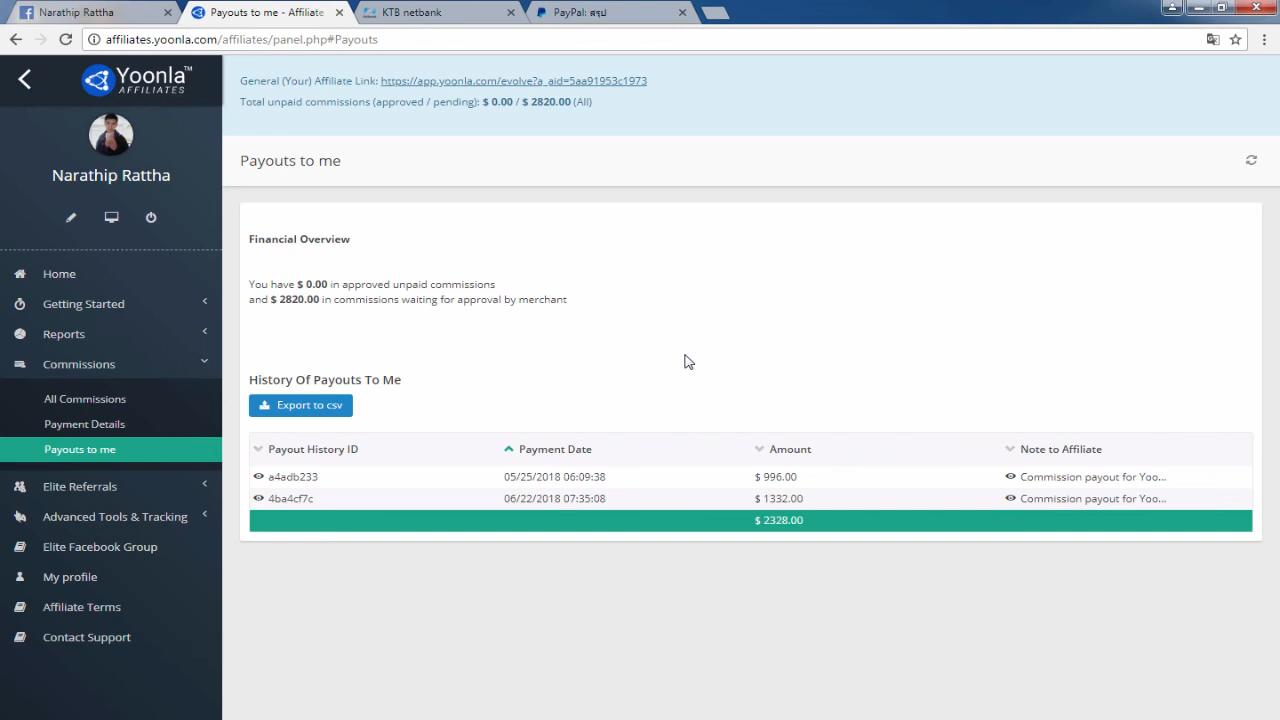 Narathip Rattha
Payouts to me - Affiliate
KTB netbank
PayPal: สรุป
affiliates.yoonla.com/affiliates/panel.php#Payouts
Yoonla™
AFFILIATES
Narathip Rattha
Home
Getting Started
Reports
Commissions
All Commissions
Payment Details
Payouts to me
Elite Referrals
Advanced Tools & Tracking
Elite Facebook Group
My profile
Affiliate Terms
Contact Support
General (Your) Affiliate Link: https://app.yoonla.com/evolve?a_aid=5aa91953c1973
Total unpaid commissions (approved / pending): $ 0.00 / $ 2820.00 (All)
Payouts to me
Financial Overview
You have $ 0.00 in approved unpaid commissions
and $ 2820.00 in commissions waiting for approval by merchant
History Of Payouts To Me
Export to csv
Payout History ID Payment Date Amount Note to Affiliate
a4adb233 05/25/2018 06:09:38 $ 996.00 Commission payout for Yoo...
4ba4cf7c 06/22/2018 07:35:08 $ 1332.00 Commission payout for Yoo...
$ 2328.00